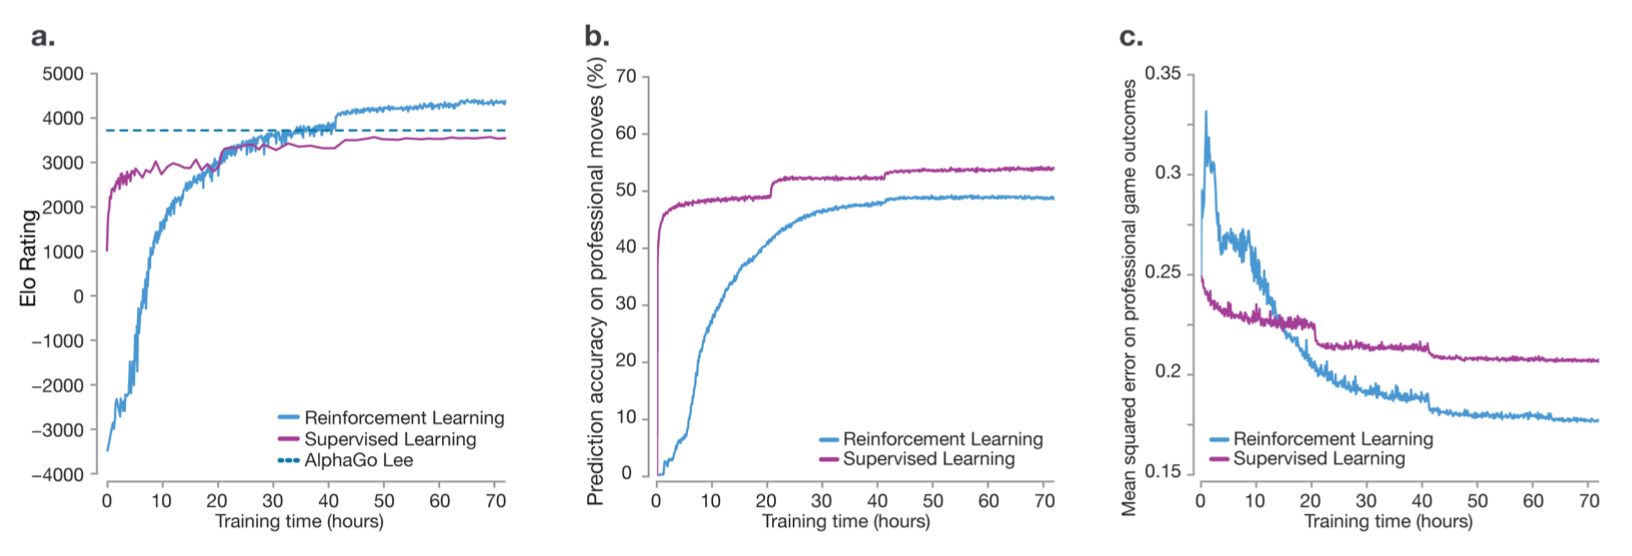 a.
Elo Rating
5000
4000
3000
2000
1000
0
−1000
−2000
−3000
−4000
Reinforcement Learning
Supervised Learning
AlphaGo Lee
0 10 20 30 40 50 60 70
Training time (hours)
b.
Prediction accuracy on professional moves (%)
70
60
50
40
30
20
10
0
Reinforcement Learning
Supervised Learning
0 10 20 30 40 50 60 70
Training time (hours)
c.
Mean squared error on professional game outcomes
0.35
0.3
0.25
0.2
0.15
Reinforcement Learning
Supervised Learning
0 10 20 30 40 50 60 70
Training time (hours)